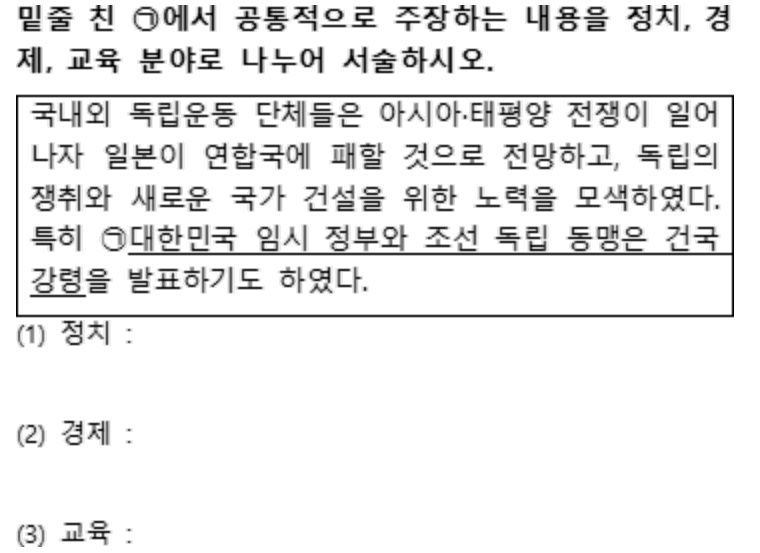 밑줄 친 ㉠에서 공통적으로 주장하는 내용을 정치, 경
제, 교육 분야로 나누어 서술하시오.
국내외 독립운동 단체들은 아시아·태평양 전쟁이 일어
나자 일본이 연합국에 패할 것으로 전망하고, 독립의
쟁취와 새로운 국가 건설을 위한 노력을 모색하였다.
특히 ㉠대한민국 임시 정부와 조선 독립 동맹은 건국
강령을 발표하기도 하였다.
(1) 정치 :
(2) 경제 :
(3) 교육 :